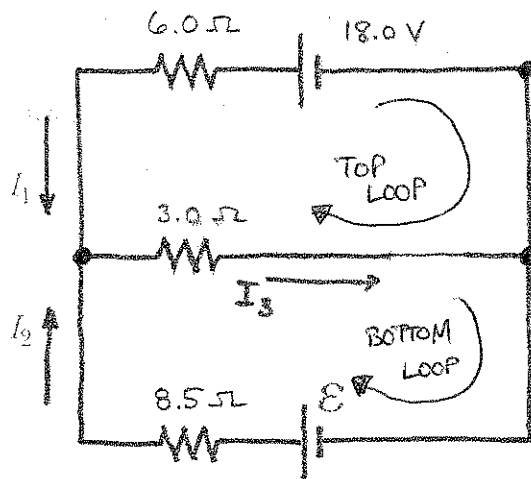 6.0 Ω
18.0 V
I₁
TOP
LOOP
3.0 Ω
I₃
I₂
BOTTOM
LOOP
8.5 Ω
ℰ